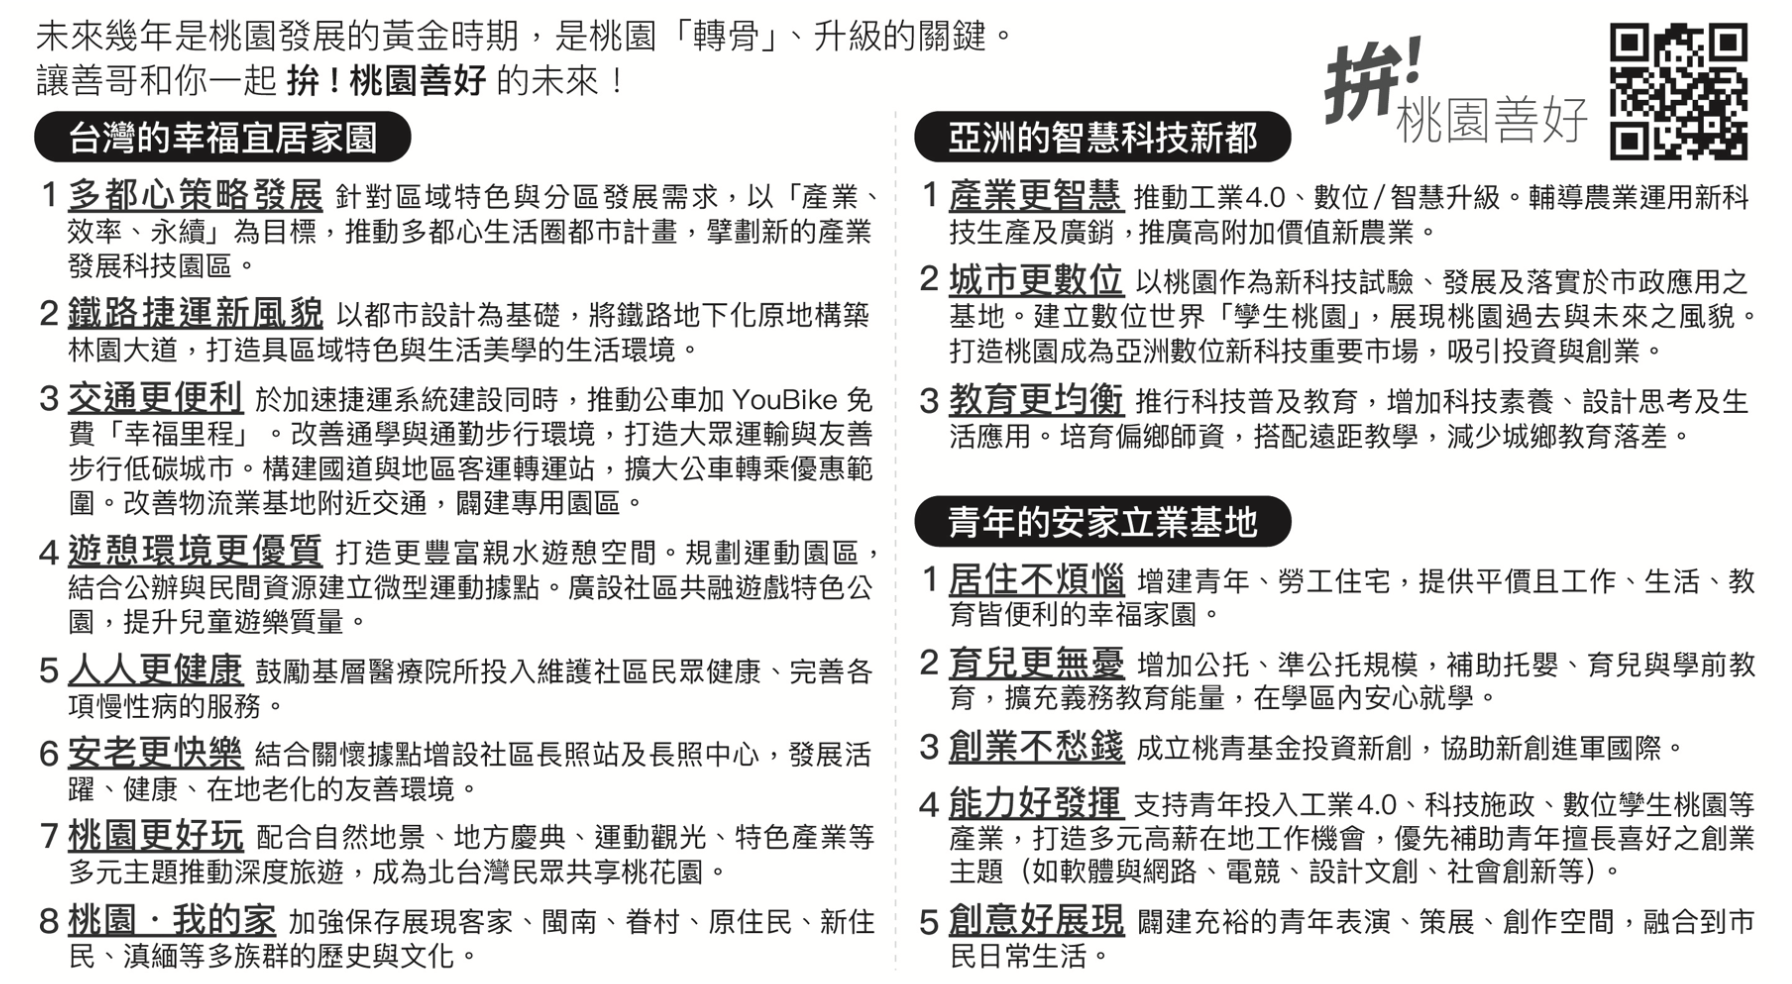 未來幾年是桃園發展的黃金時期，是桃園「轉骨」、升級的關鍵。
讓善哥和你一起 拚！桃園善好 的未來！
拚！
桃園善好
台灣的幸福宜居家園
1 多都心策略發展 針對區域特色與分區發展需求，以「產業、
效率、永續」為目標，推動多都心生活圈都市計畫，擘劃新的產業
發展科技園區。
2 鐵路捷運新風貌 以都市設計為基礎，將鐵路地下化原地構築
林園大道，打造具區域特色與生活美學的生活環境。
3 交通更便利 於加速捷運系統建設同時，推動公車加 YouBike 免
費「幸福里程」。改善通學與通勤步行環境，打造大眾運輸與友善
步行低碳城市。構建國道與地區客運轉運站，擴大公車轉乘優惠範
圍。改善物流業基地附近交通，闢建專用園區。
4 遊憩環境更優質 打造更豐富親水遊憩空間。規劃運動園區，
結合公辦與民間資源建立微型運動據點。廣設社區共融遊戲特色公
園，提升兒童遊樂質量。
5 人人更健康 鼓勵基層醫療院所投入維護社區民眾健康、完善各
項慢性病的服務。
6 安老更快樂 結合關懷據點增設社區長照站及長照中心，發展活
躍、健康、在地老化的友善環境。
7 桃園更好玩 配合自然地景、地方慶典、運動觀光、特色產業等
多元主題推動深度旅遊，成為北台灣民眾共享桃花園。
8 桃園・我的家 加強保存展現客家、閩南、眷村、原住民、新住
民、滇緬等多族群的歷史與文化。
亞洲的智慧科技新都
1 產業更智慧 推動工業4.0、數位/智慧升級。輔導農業運用新科
技生產及廣銷，推廣高附加價值新農業。
2 城市更數位 以桃園作為新科技試驗、發展及落實於市政應用之
基地。建立數位世界「孿生桃園」，展現桃園過去與未來之風貌。
打造桃園成為亞洲數位新科技重要市場，吸引投資與創業。
3 教育更均衡 推行科技普及教育，增加科技素養、設計思考及生
活應用。培育偏鄉師資，搭配遠距教學，減少城鄉教育落差。
青年的安家立業基地
1 居住不煩惱 增建青年、勞工住宅，提供平價且工作、生活、教
育皆便利的幸福家園。
2 育兒更無憂 增加公托、準公托規模，補助托嬰、育兒與學前教
育，擴充義務教育能量，在學區內安心就學。
3 創業不愁錢 成立桃青基金投資新創，協助新創進軍國際。
4 能力好發揮 支持青年投入工業4.0、科技施政、數位孿生桃園等
產業，打造多元高薪在地工作機會，優先補助青年擅長喜好之創業
主題（如軟體與網路、電競、設計文創、社會創新等）。
5 創意好展現 闢建充裕的青年表演、策展、創作空間，融合到市
民日常生活。